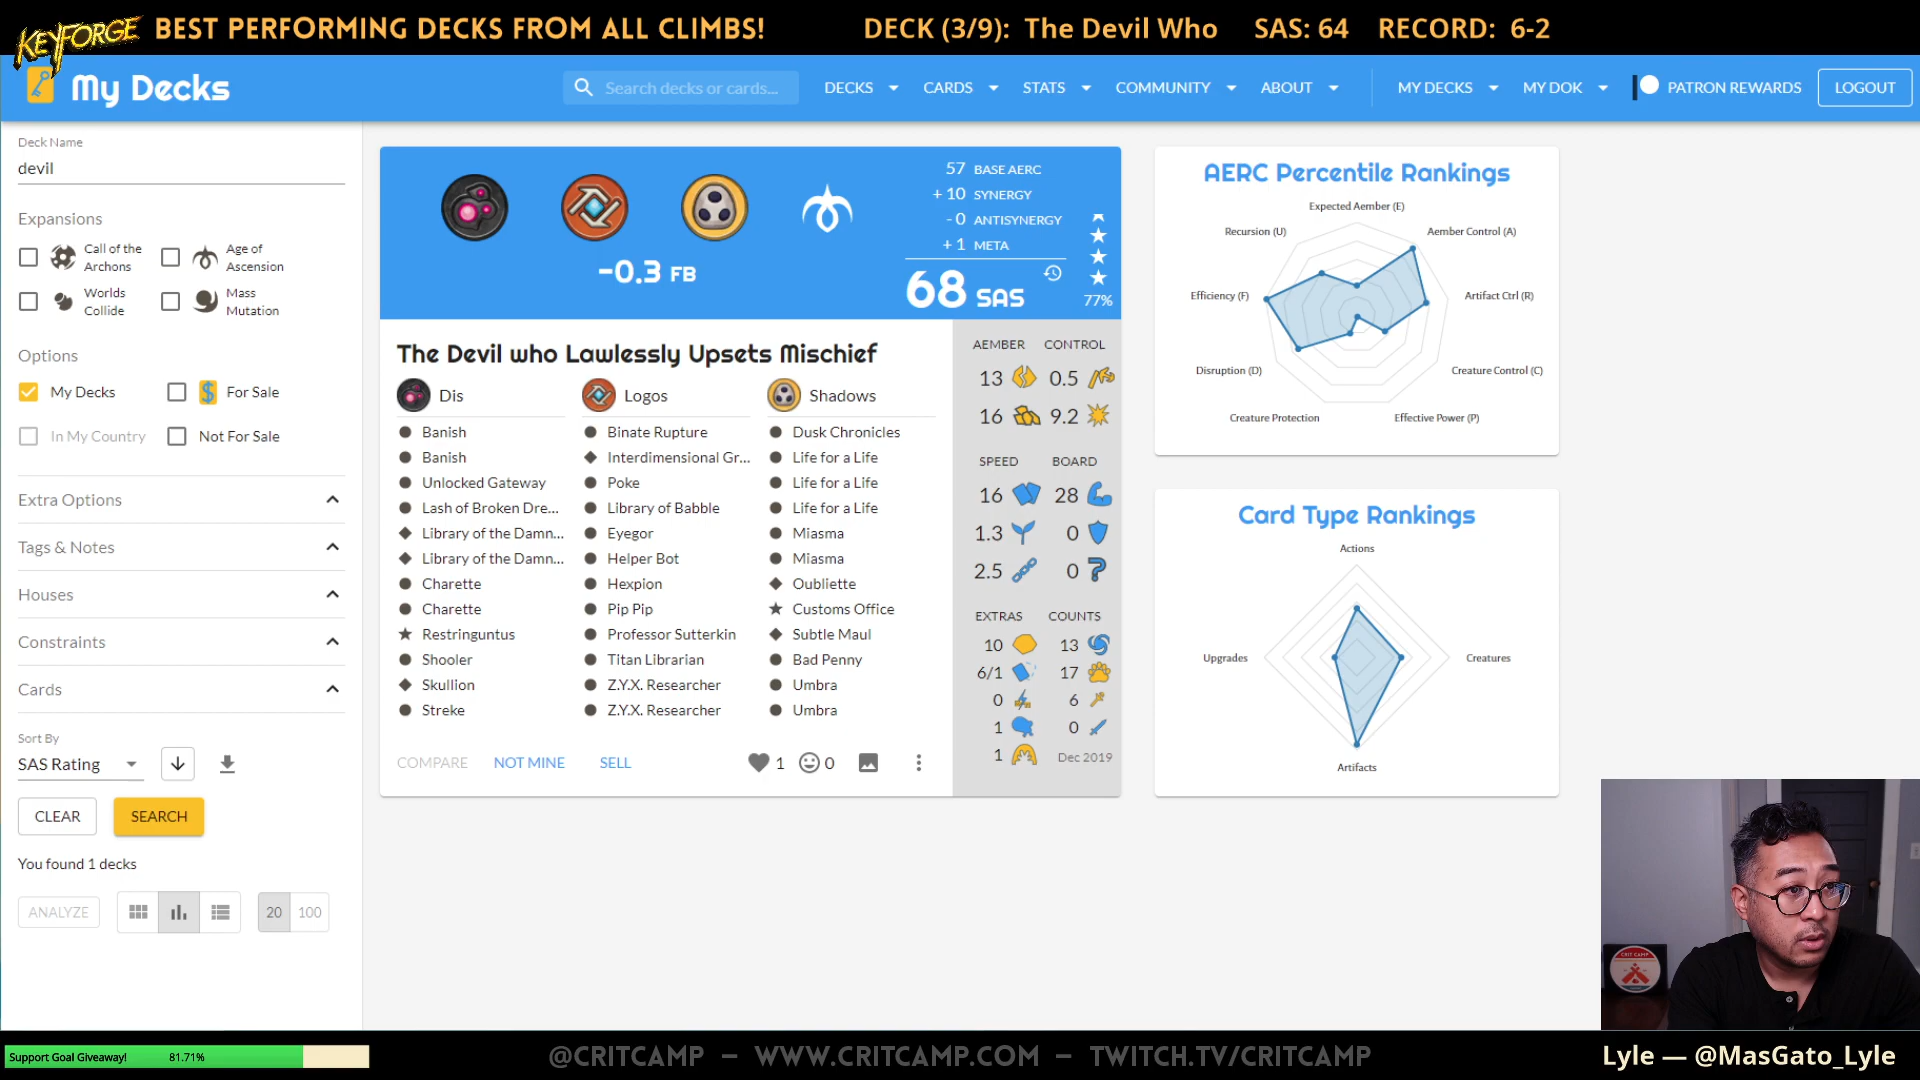 KEYFORGE
BEST PERFORMING DECKS FROM ALL CLIMBS!
DECK (3/9): The Devil Who SAS: 64 RECORD: 6-2
My Decks
Search decks or cards...
DECKS
CARDS
STATS
COMMUNITY
ABOUT
MY DECKS
MY DOK
PATRON REWARDS
LOGOUT
Deck Name
devil
Expansions
Call of the
Archons
Age of
Ascension
Worlds
Collide
Mass
Mutation
Options
My Decks
For Sale
In My Country
Not For Sale
Extra Options
Tags & Notes
Houses
Constraints
Cards
Sort By
SAS Rating
CLEAR
SEARCH
You found 1 decks
ANALYZE
20
100
-0.3 FB
57 BASE AERC
+ 10 SYNERGY
- 0 ANTISYNERGY
+ 1 META
68 SAS
77%
The Devil who Lawlessly Upsets Mischief
Dis
Banish
Banish
Unlocked Gateway
Lash of Broken Dre...
Library of the Damn...
Library of the Damn...
Charette
Charette
Restringuntus
Shooler
Skullion
Streke
Logos
Binate Rupture
Interdimensional Gr...
Poke
Library of Babble
Eyegor
Helper Bot
Hexpion
Pip Pip
Professor Sutterkin
Titan Librarian
Z.Y.X. Researcher
Z.Y.X. Researcher
Shadows
Dusk Chronicles
Life for a Life
Life for a Life
Life for a Life
Miasma
Miasma
Oubliette
Customs Office
Subtle Maul
Bad Penny
Umbra
Umbra
COMPARE
NOT MINE
SELL
1
0
AEMBER CONTROL
13 0.5
16 9.2
SPEED BOARD
16 28
1.3 0
2.5 0
EXTRAS COUNTS
10 13
6/1 17
0 6
1 0
1 Dec 2019
AERC Percentile Rankings
Expected Aember (E)
Recursion (U)
Aember Control (A)
Efficiency (F)
Artifact Ctrl (R)
Disruption (D)
Creature Control (C)
Creature Protection
Effective Power (P)
Card Type Rankings
Actions
Upgrades
Creatures
Artifacts
CRIT CAMP
Support Goal Giveaway! 81.71%
@CRITCAMP — WWW.CRITCAMP.COM — TWITCH.TV/CRITCAMP
Lyle — @MasGato_Lyle